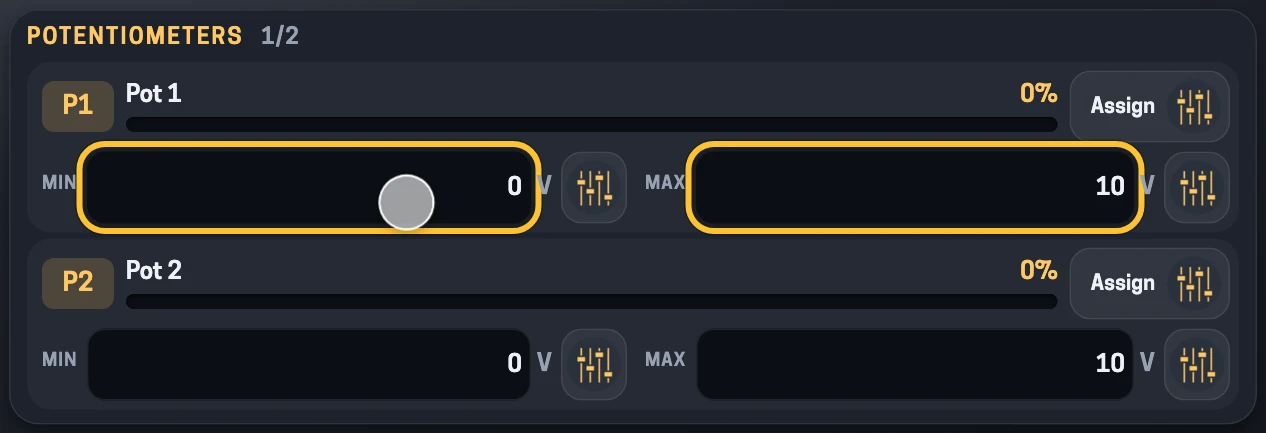 POTENTIOMETERS 1/2
P1 Pot 1 0% Assign
MIN 0 V MAX 10 V
P2 Pot 2 0% Assign
MIN 0 V MAX 10 V